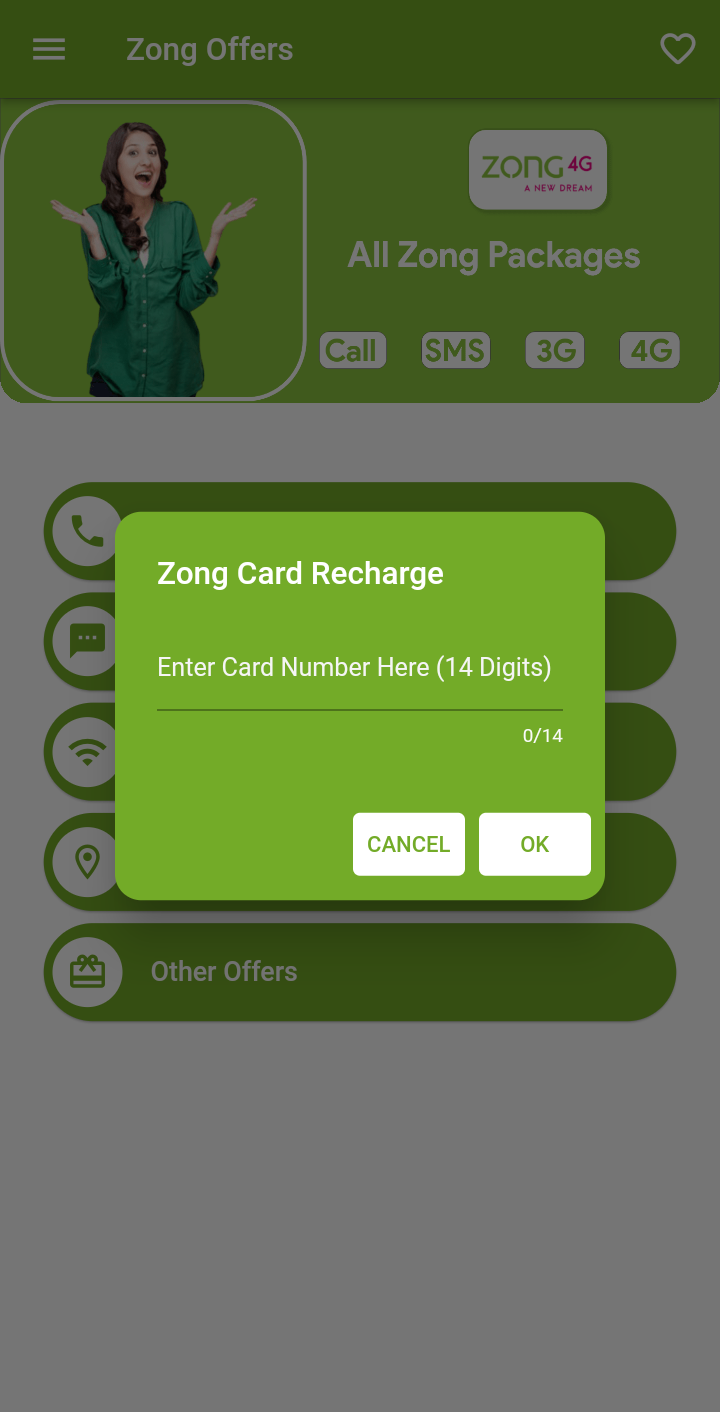 Zong Offers
ZONG 4G
A NEW DREAM
All Zong Packages
Call SMS 3G 4G
Zong Card Recharge
Enter Card Number Here (14 Digits)
0/14
CANCEL OK
Other Offers